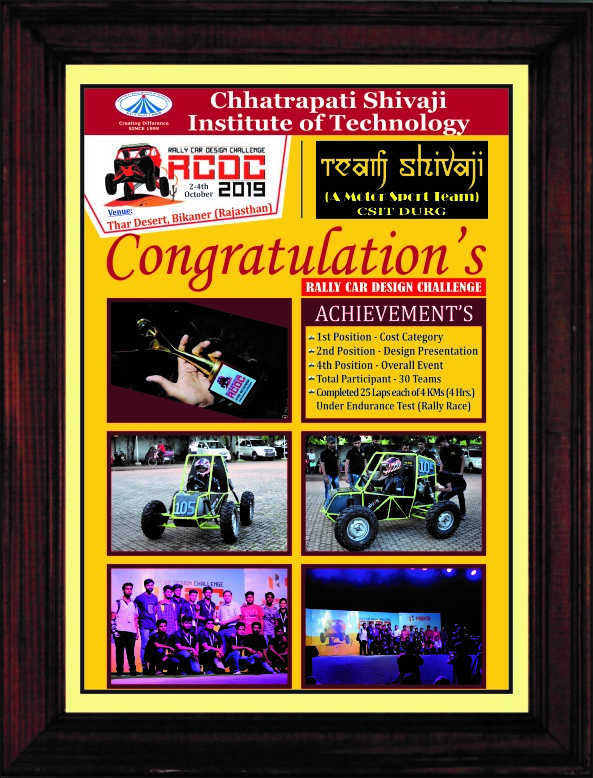 Chhatrapati Shivaji
Institute of Technology
Creating Difference
SINCE 1999
RALLY CAR DESIGN CHALLENGE
RCDC
2-4th
October
2019
Venue:
Thar Desert, Bikaner (Rajasthan)
Team Shivaji
(A Motor Sport Team)
CSIT DURG
Congratulation's
RALLY CAR DESIGN CHALLENGE
ACHIEVEMENT'S
1st Position - Cost Category
2nd Position - Design Presentation
4th Position - Overall Event
Total Participant - 30 Teams
Completed 25 Laps each of 4 KMs (4 Hrs.)
Under Endurance Test (Rally Race)
RCDC
105
105
DESIGN CHALLENGE
Hero